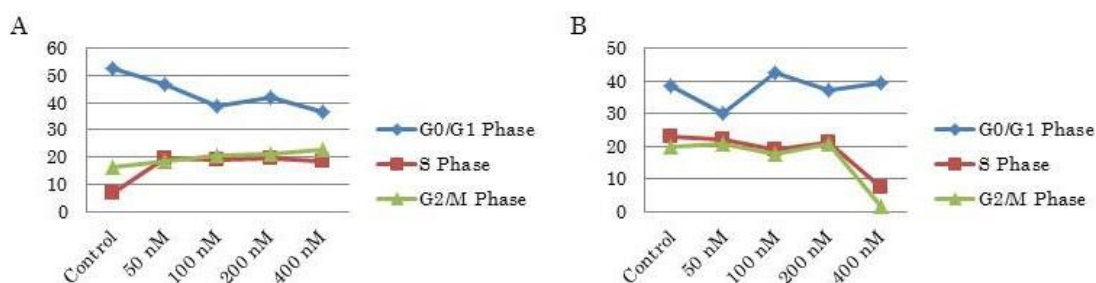 A
60
50
40
30
20
10
0
Control
50 nM
100 nM
200 nM
400 nM
G0/G1 Phase
S Phase
G2/M Phase
B
50
40
30
20
10
0
Control
50 nM
100 nM
200 nM
400 nM
G0/G1 Phase
S Phase
G2/M Phase